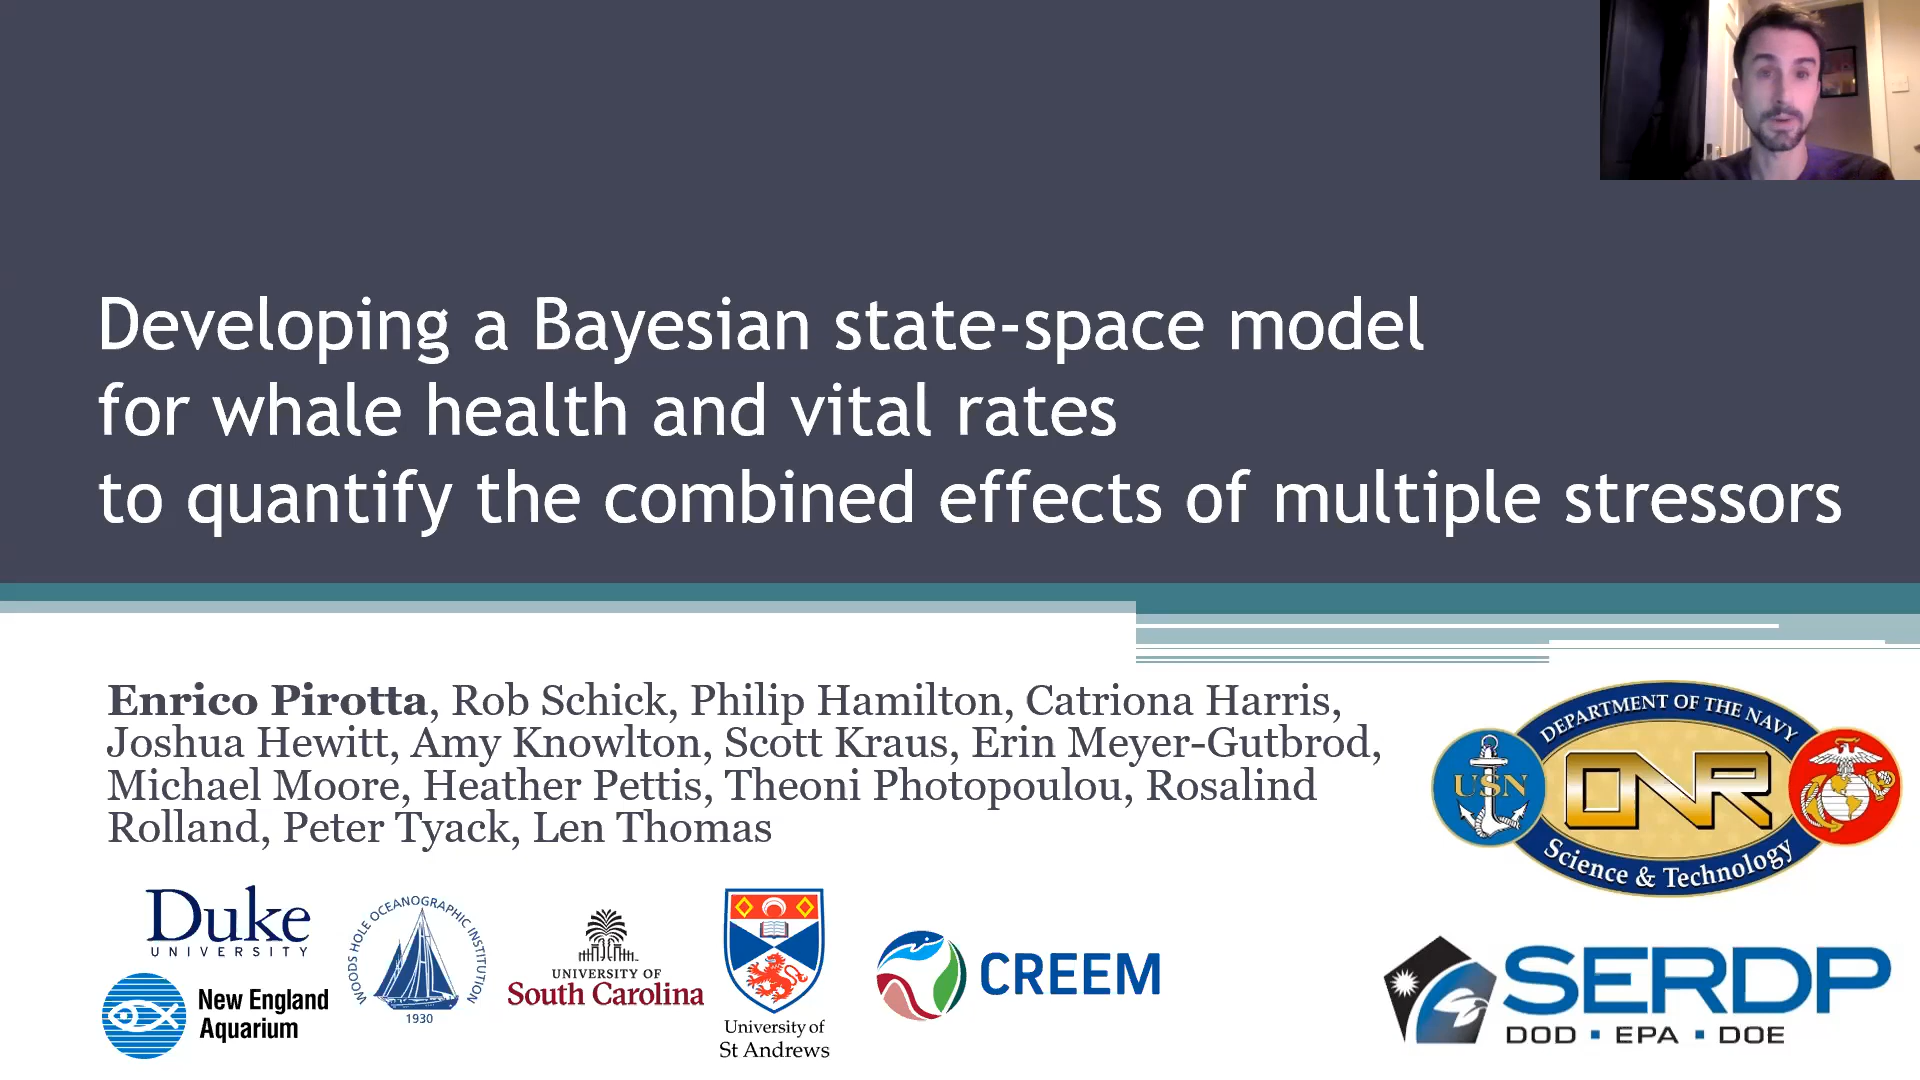 Developing a Bayesian state-space model
for whale health and vital rates
to quantify the combined effects of multiple stressors
Enrico Pirotta, Rob Schick, Philip Hamilton, Catriona Harris,
Joshua Hewitt, Amy Knowlton, Scott Kraus, Erin Meyer-Gutbrod,
Michael Moore, Heather Pettis, Theoni Photopoulou, Rosalind
Rolland, Peter Tyack, Len Thomas
DEPARTMENT OF THE NAVY
USN
ONR
Science & Technology
Duke
UNIVERSITY
New England
Aquarium
WOODS HOLE OCEANOGRAPHIC INSTITUTION
1930
UNIVERSITY OF
South Carolina
University of
St Andrews
CREEM
SERDP
DOD ▪ EPA ▪ DOE